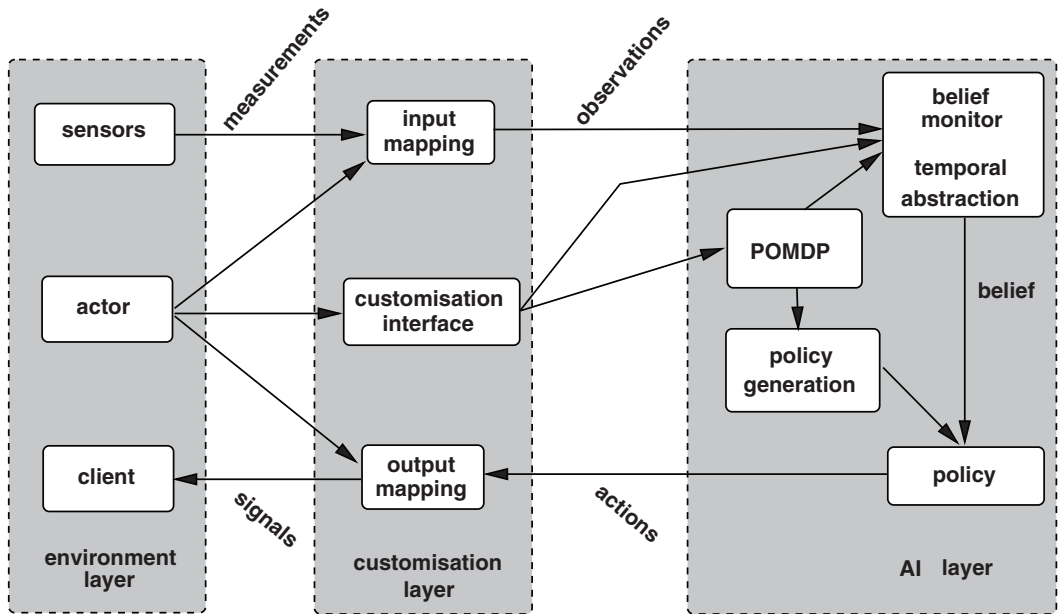 measurements
observations
sensors
input
mapping
belief
monitor
temporal
abstraction
POMDP
actor
customisation
interface
belief
policy
generation
client
output
mapping
policy
signals
actions
environment
layer
customisation
layer
AI layer